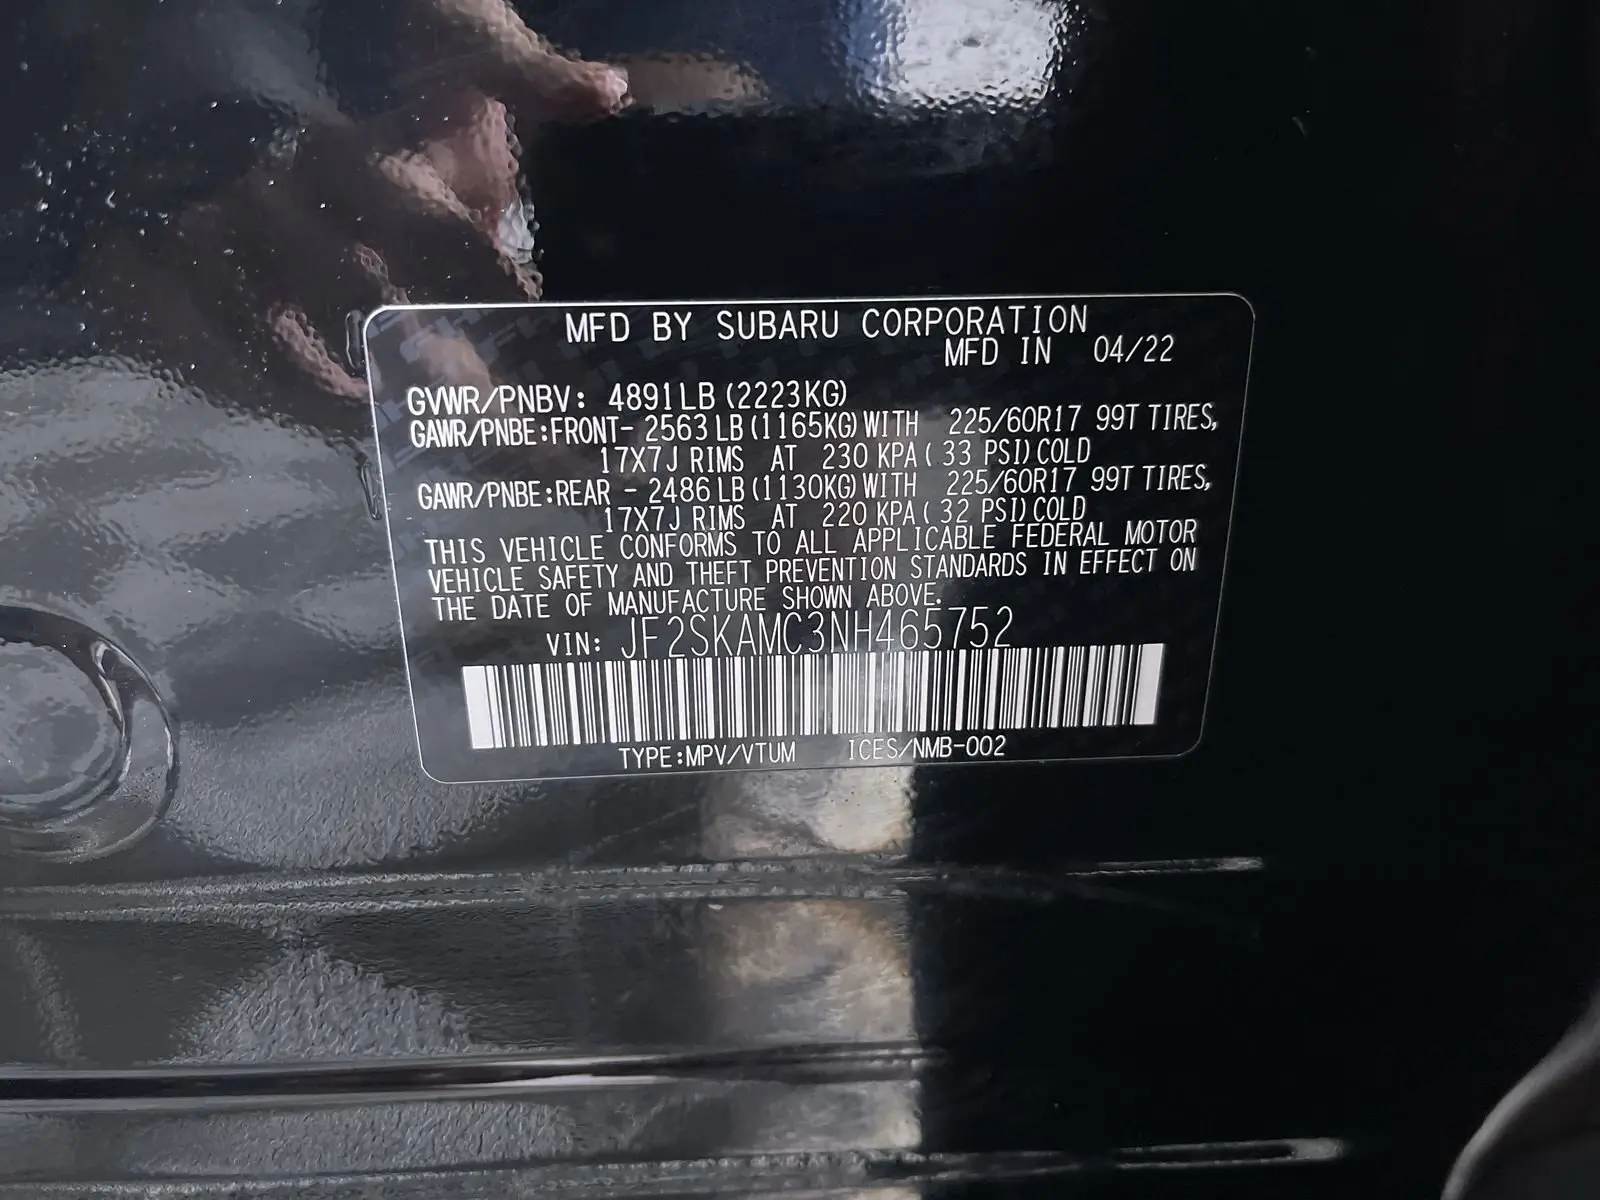 MFD BY SUBARU CORPORATION
MFD IN 04/22
GVWR/PNBV: 4891LB (2223KG)
GAWR/PNBE:FRONT- 2563 LB (1165KG) WITH 225/60R17 99T TIRES,
17X7J RIMS AT 230 KPA ( 33 PSI) COLD
GAWR/PNBE:REAR - 2486 LB (1130KG) WITH 225/60R17 99T TIRES,
17X7J RIMS AT 220 KPA ( 32 PSI) COLD
THIS VEHICLE CONFORMS TO ALL APPLICABLE FEDERAL MOTOR
VEHICLE SAFETY AND THEFT PREVENTION STANDARDS IN EFFECT ON
THE DATE OF MANUFACTURE SHOWN ABOVE.
VIN: JF2SKAMC3NH465752
TYPE:MPV/VTUM ICES/NMB-002